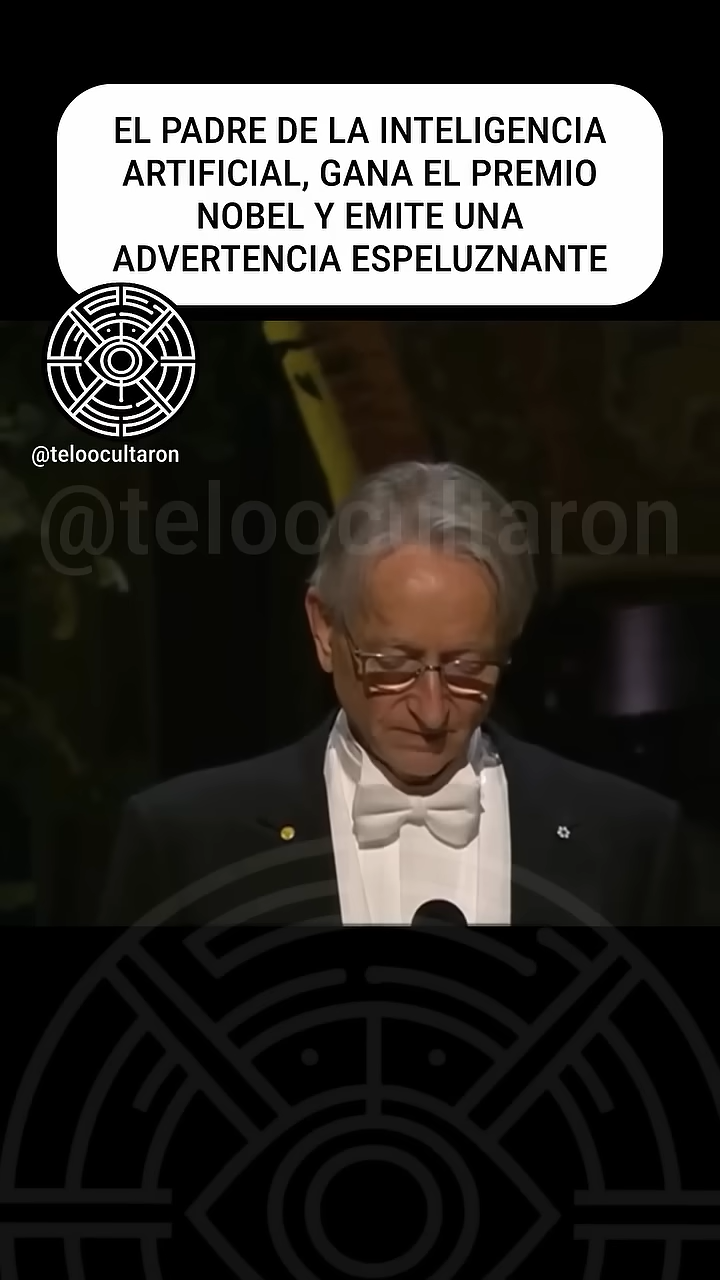 EL PADRE DE LA INTELIGENCIA
ARTIFICIAL, GANA EL PREMIO
NOBEL Y EMITE UNA
ADVERTENCIA ESPELUZNANTE
@teloocultaron
@teloocultaron